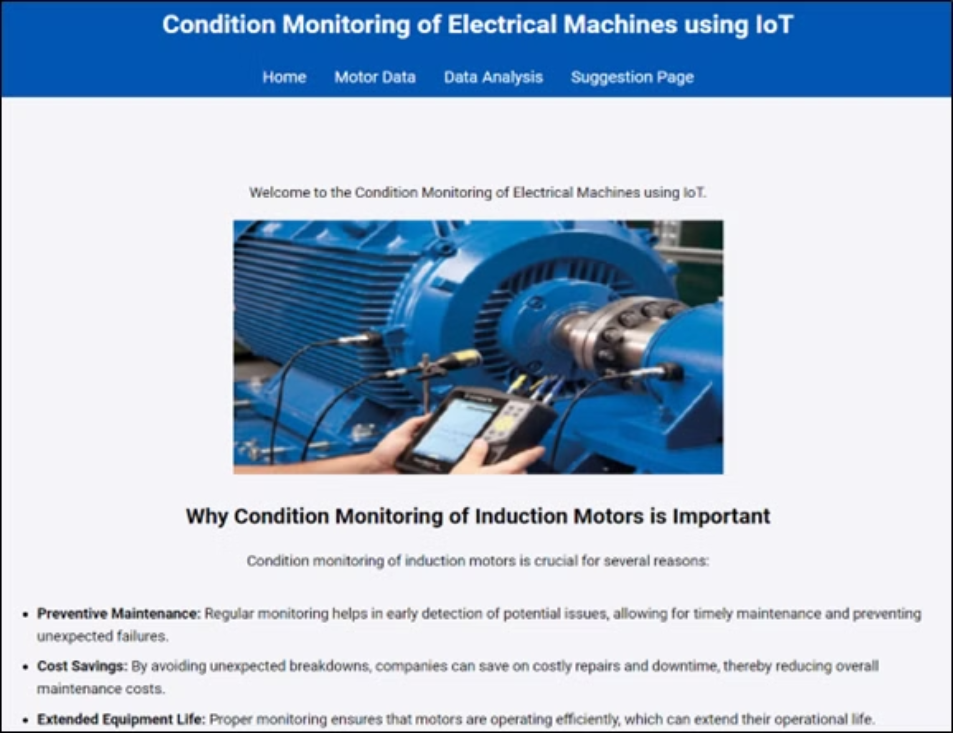 Condition Monitoring of Electrical Machines using IoT
Home Motor Data Data Analysis Suggestion Page
Welcome to the Condition Monitoring of Electrical Machines using IoT.
Why Condition Monitoring of Induction Motors is Important
Condition monitoring of induction motors is crucial for several reasons:
• Preventive Maintenance: Regular monitoring helps in early detection of potential issues, allowing for timely maintenance and preventing
unexpected failures.
• Cost Savings: By avoiding unexpected breakdowns, companies can save on costly repairs and downtime, thereby reducing overall
maintenance costs.
• Extended Equipment Life: Proper monitoring ensures that motors are operating efficiently, which can extend their operational life.